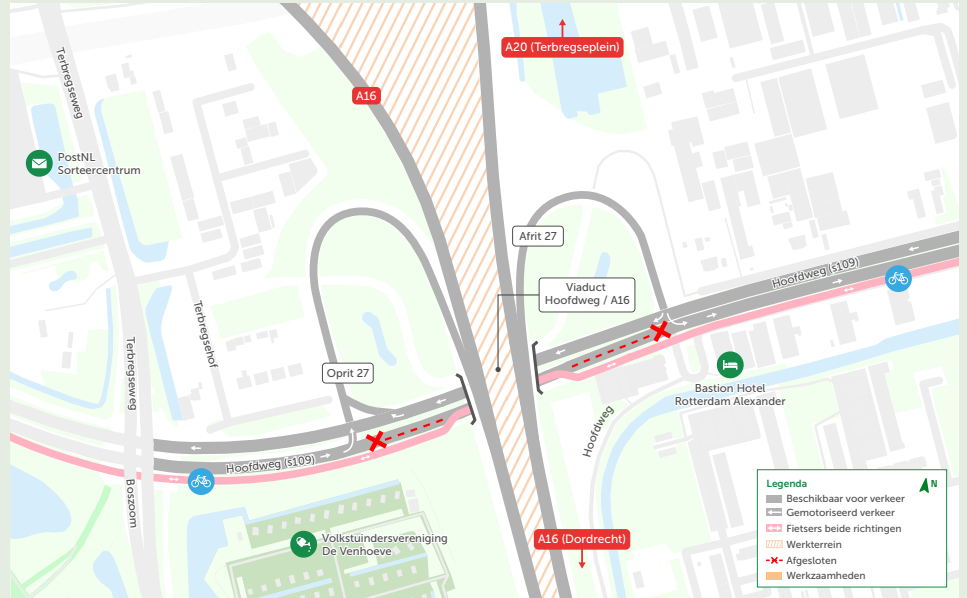 A20 (Terbregseplein)
Terbregseweg
A16
PostNL
Sorteercentrum
Afrit 27
Hoofdweg (s109)
Viaduct
Hoofdweg / A16
Terbregsehof
Terbregseweg
Oprit 27
Bastion Hotel
Rotterdam Alexander
Hoofdweg
Hoofdweg (s109)
Boszoom
Volkstuindersvereniging
De Venhoeve
A16 (Dordrecht)
Legenda
N
Beschikbaar voor verkeer
Gemotoriseerd verkeer
Fietsers beide richtingen
Werkterrein
Afgesloten
Werkzaamheden